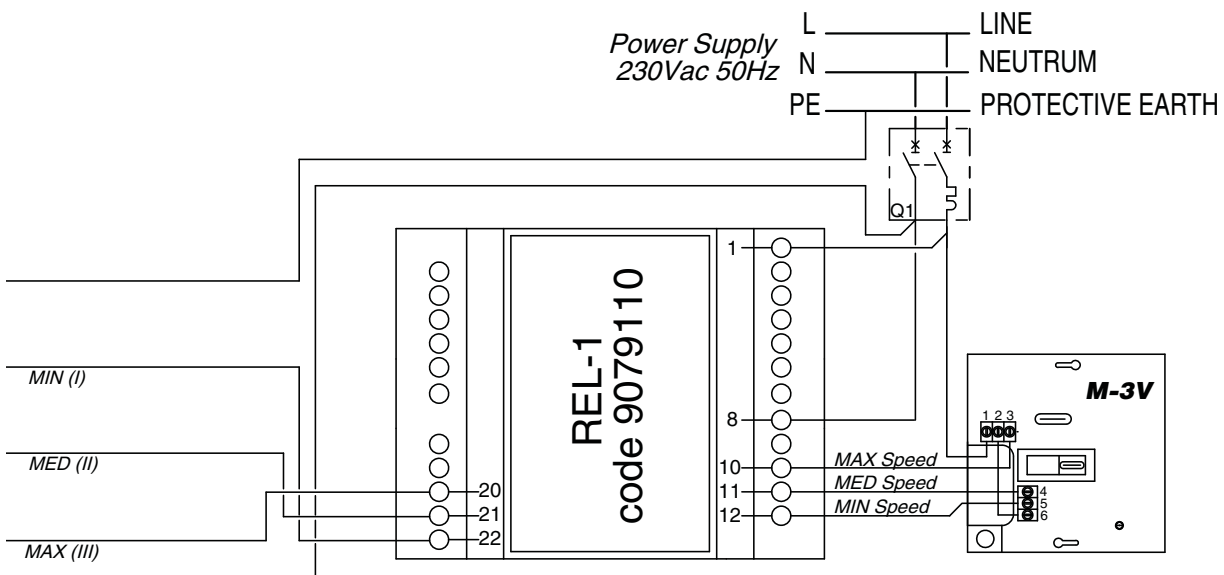 Power Supply
230Vac 50Hz
L LINE
N NEUTRUM
PE PROTECTIVE EARTH
Q1
1
REL-1
code 9079110
MIN (I)
MED (II)
MAX (III)
20
21
22
8
10
11
12
MAX Speed
MED Speed
MIN Speed
M-3V
1 2 3
4
5
6